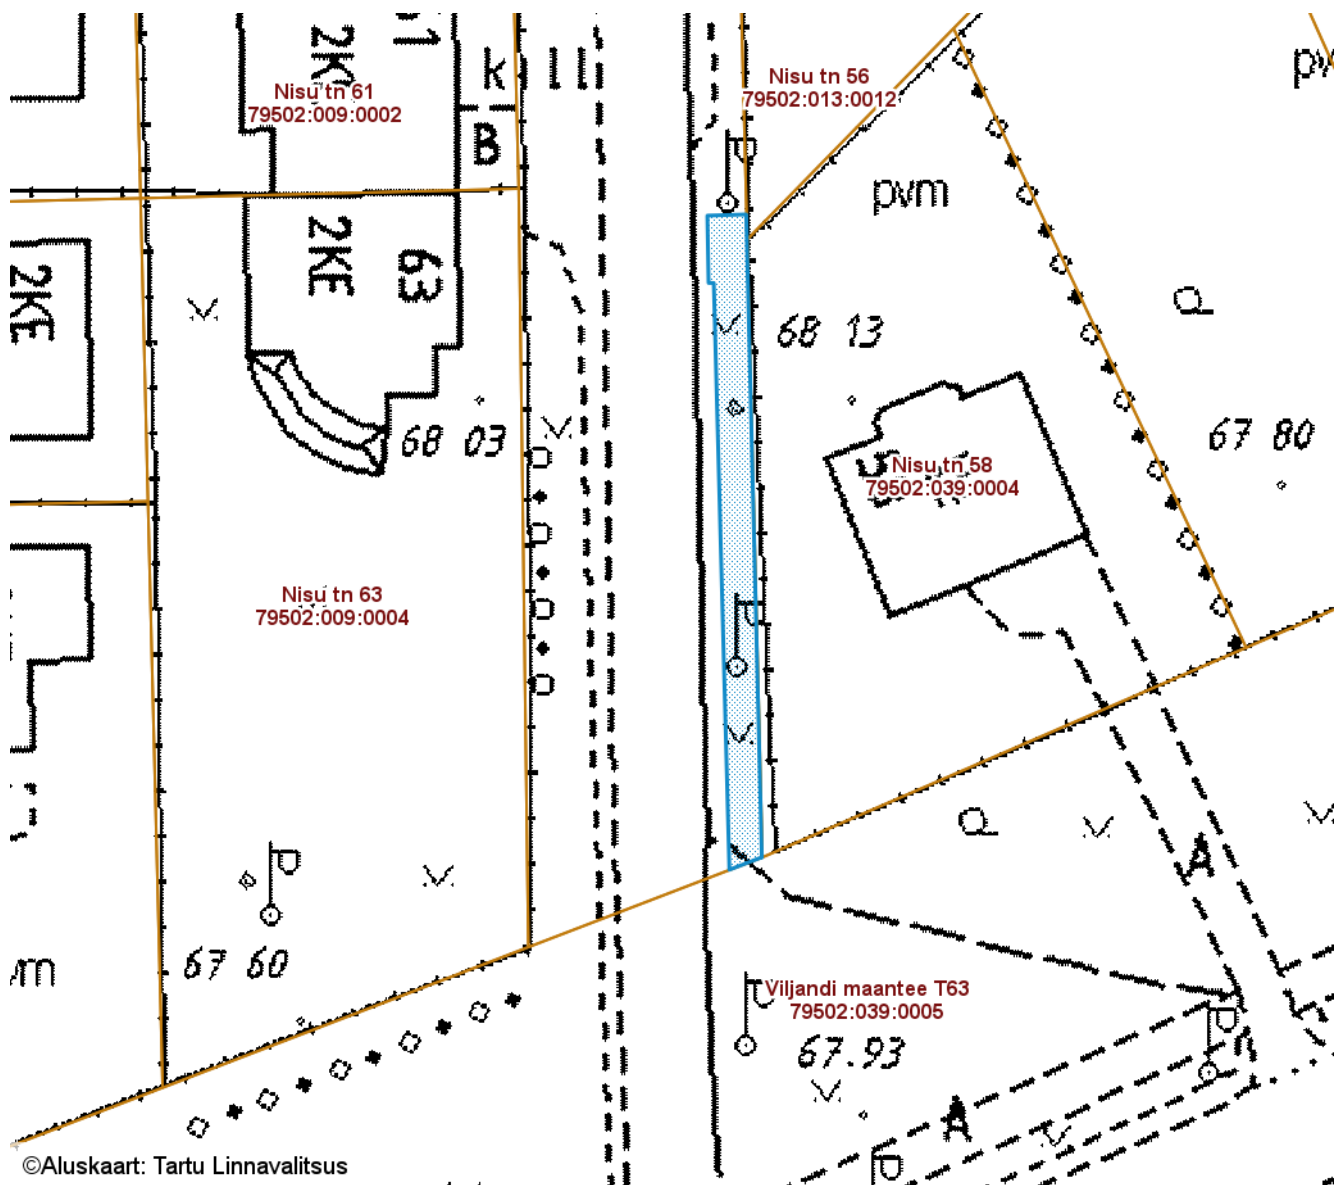 61
2KE
k
Nisu tn 61
79502:009:0002
B
Nisu tn 56
79502:013:0012
pvm
2KE
63
2KE
68 13
68 03
67 80
Nisu tn 58
79502:039:0004
Nisu tn 63
79502:009:0004
A
67 60
Viljandi maantee T63
79502:039:0005
67.93
A
©Aluskaart: Tartu Linnavalitsus